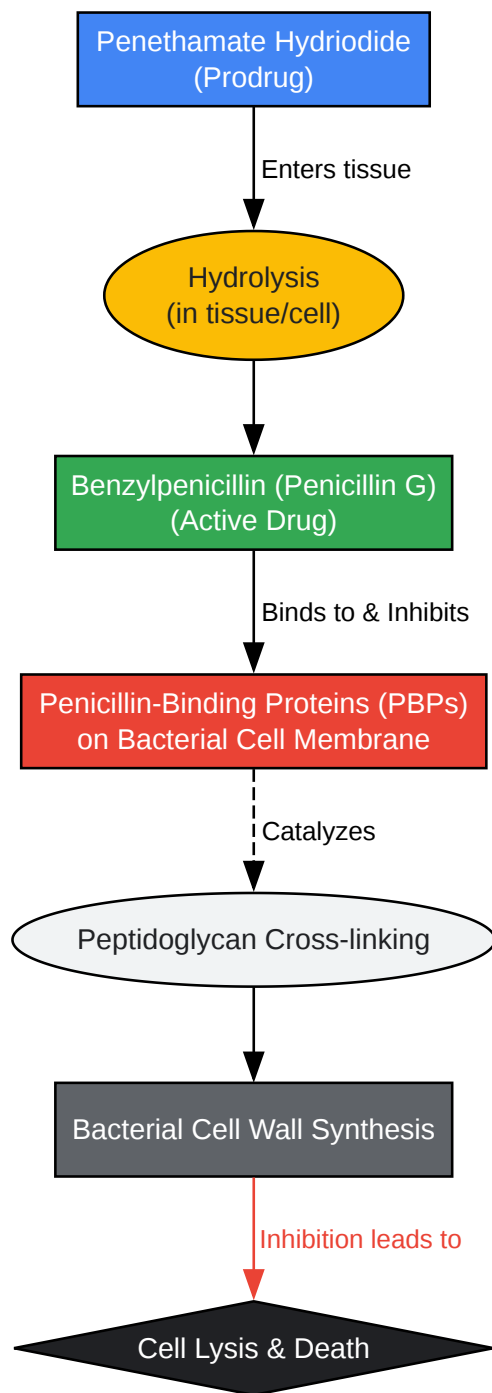 Penethamate Hydriodide
(Prodrug)
Enters tissue
Hydrolysis
(in tissue/cell)
Benzylpenicillin (Penicillin G)
(Active Drug)
Binds to & Inhibits
Penicillin-Binding Proteins (PBPs)
on Bacterial Cell Membrane
Catalyzes
Peptidoglycan Cross-linking
Bacterial Cell Wall Synthesis
Inhibition leads to
Cell Lysis & Death